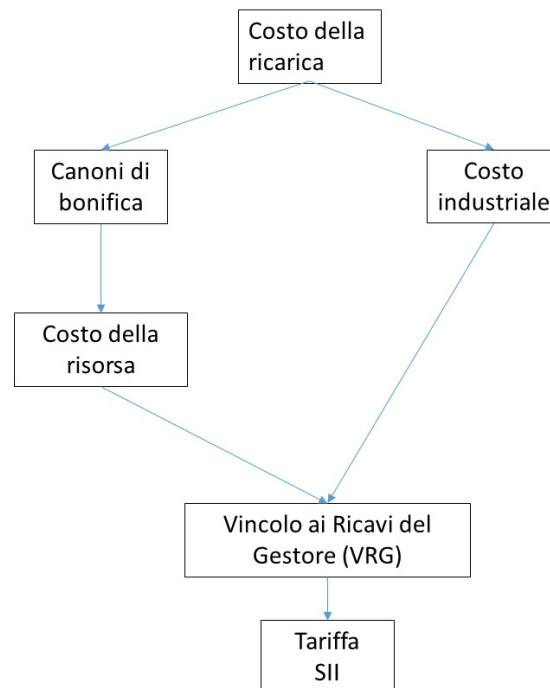 Costo della
ricarica
Canoni di
bonifica
Costo
industriale
Costo della
risorsa
Vincolo ai Ricavi del
Gestore (VRG)
Tariffa
SII